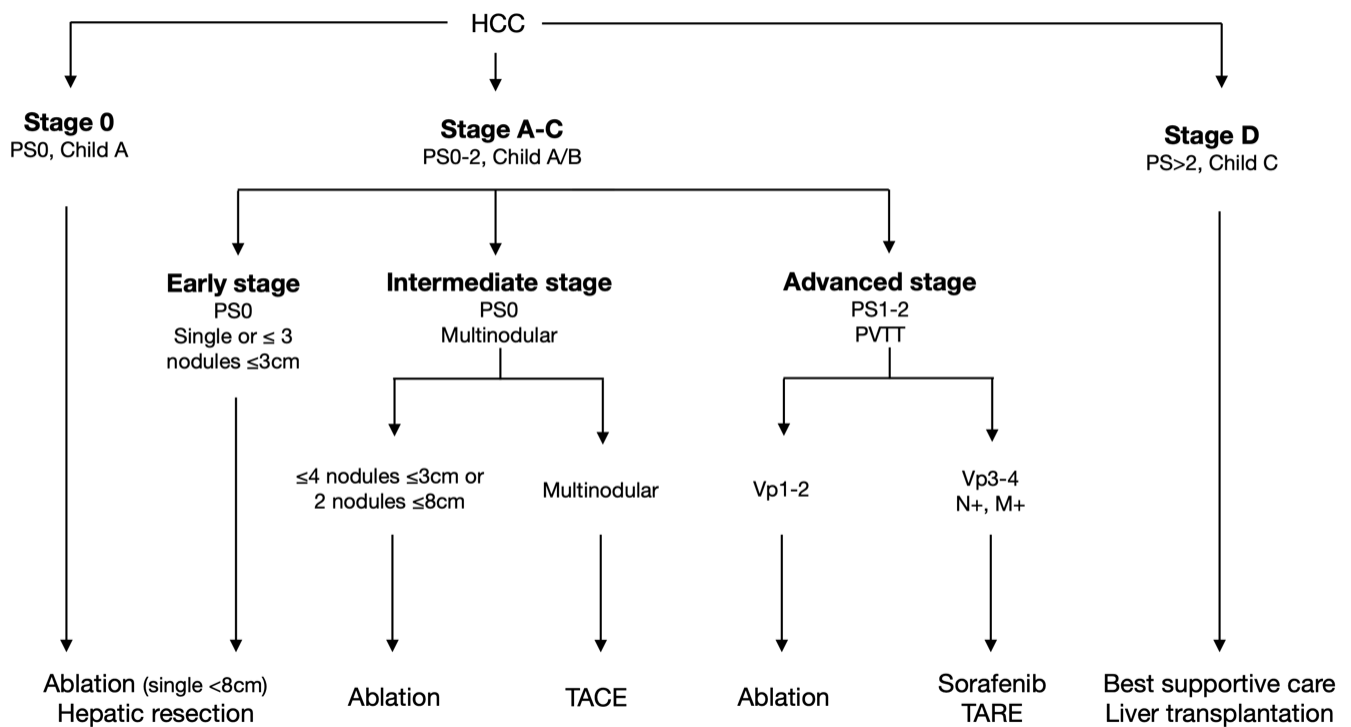 HCC
Stage 0
PS0, Child A
Stage A-C
PS0-2, Child A/B
Stage D
PS>2, Child C
Early stage
PS0
Single or ≤ 3
nodules ≤3cm
Intermediate stage
PS0
Multinodular
Advanced stage
PS1-2
PVTT
≤4 nodules ≤3cm or
2 nodules ≤8cm
Multinodular
Vp1-2
Vp3-4
N+, M+
Ablation (single <8cm)
Hepatic resection
Ablation
TACE
Ablation
Sorafenib
TARE
Best supportive care
Liver transplantation